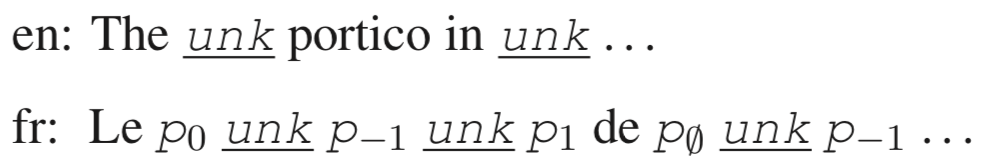 en: The unk portico in unk ...
fr: Le p₀ unk p₋₁ unk p₁ de p∅ unk p₋₁ ...